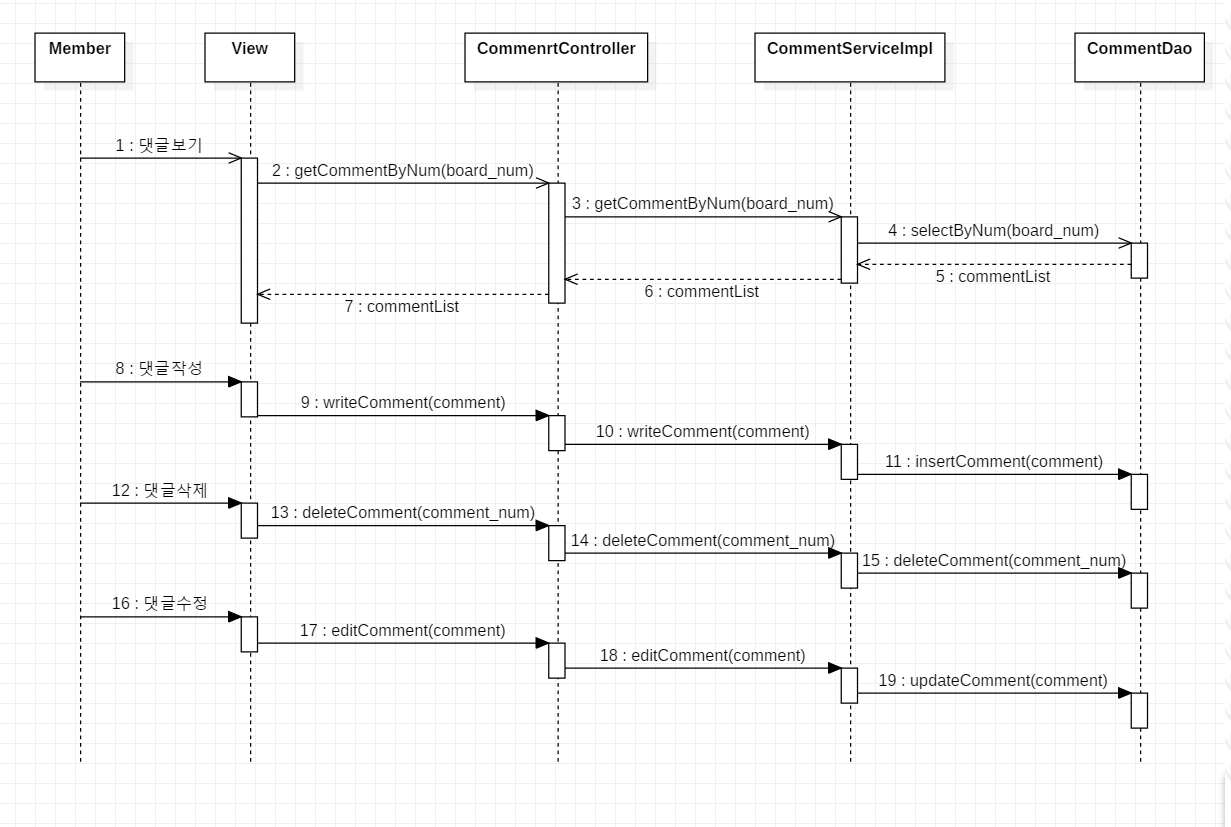 Member
View
CommenrtController
CommentServiceImpl
CommentDao
1 : 댓글보기
2 : getCommentByNum(board_num)
3 : getCommentByNum(board_num)
4 : selectByNum(board_num)
5 : commentList
6 : commentList
7 : commentList
8 : 댓글작성
9 : writeComment(comment)
10 : writeComment(comment)
11 : insertComment(comment)
12 : 댓글삭제
13 : deleteComment(comment_num)
14 : deleteComment(comment_num)
15 : deleteComment(comment_num)
16 : 댓글수정
17 : editComment(comment)
18 : editComment(comment)
19 : updateComment(comment)